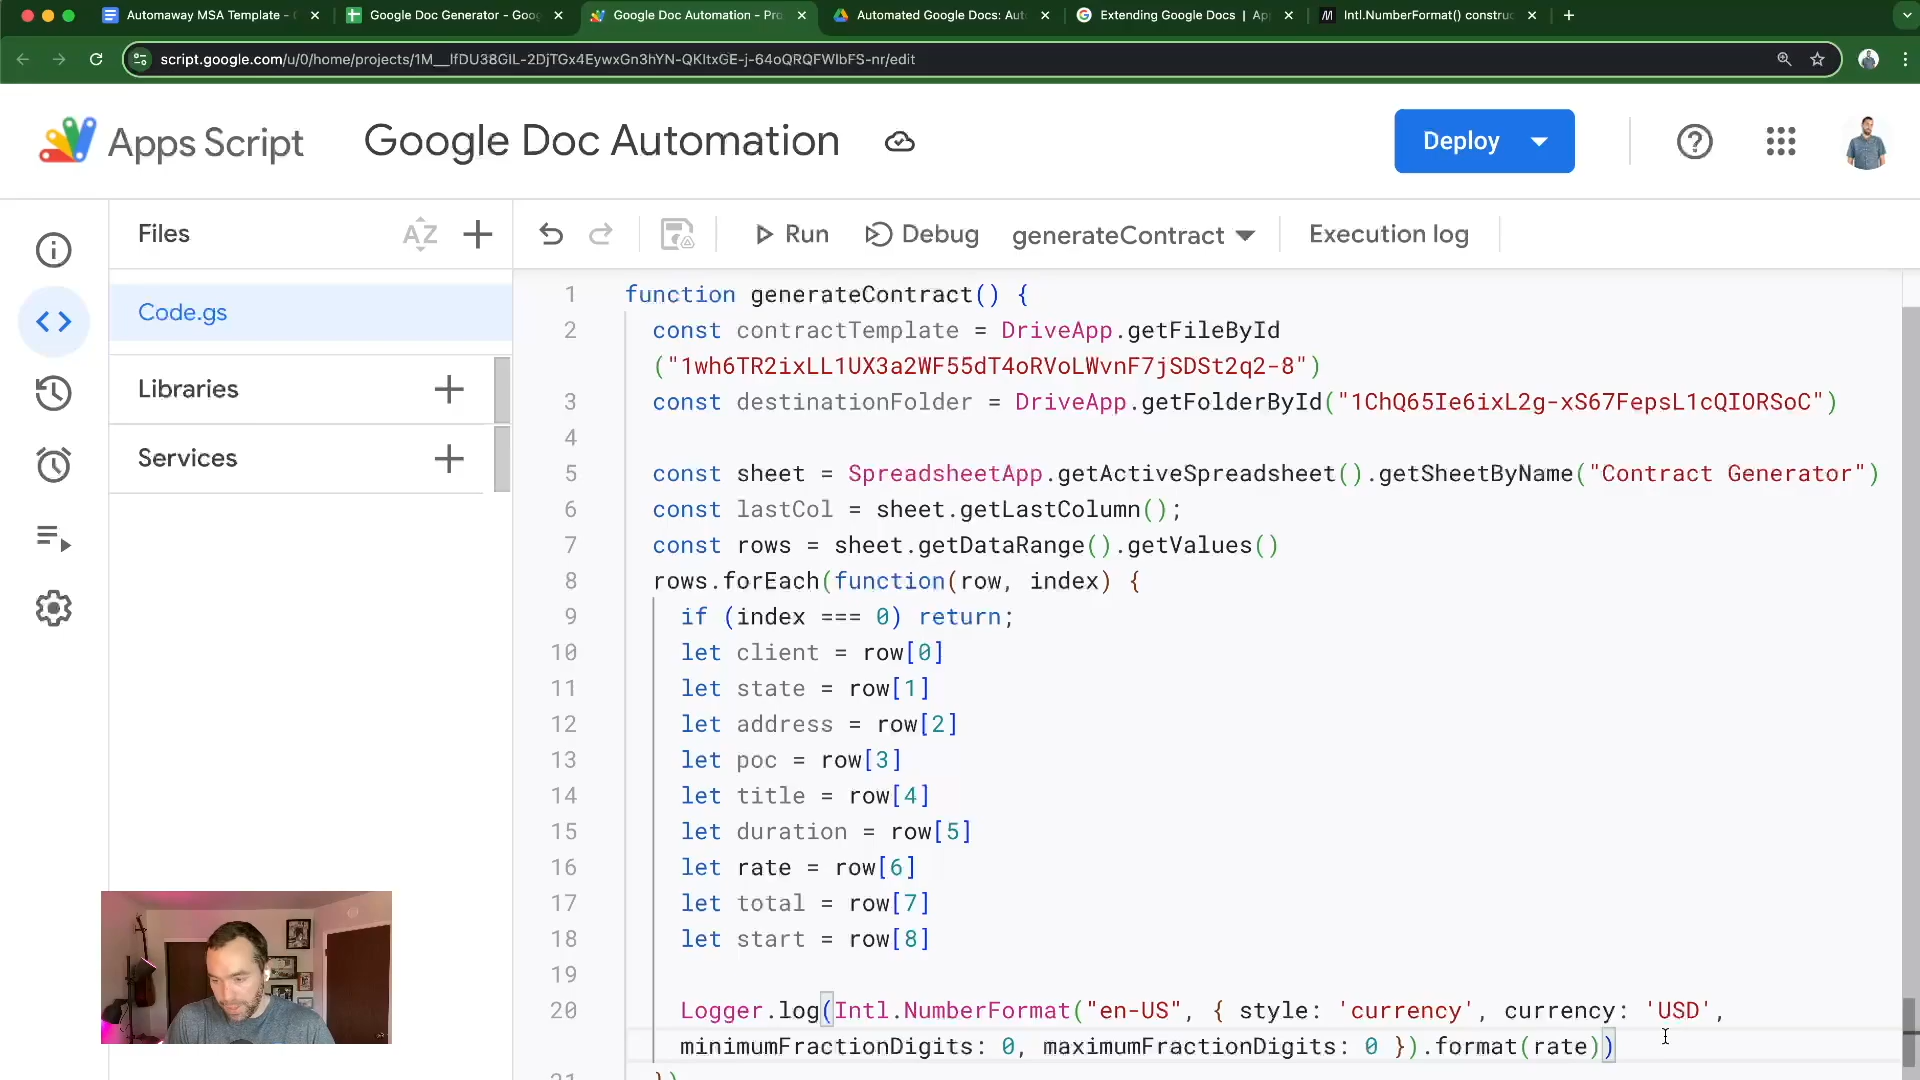 Automaway MSA Template -
Google Doc Generator - Goo
Google Doc Automation - Pro
Automated Google Docs: Aut
Extending Google Docs | Ap
Intl.NumberFormat() construc
script.google.com/u/0/home/projects/1M__IfDU38GIL-2DjTGx4EywxGn3hYN-QKItxGE-j-64oQRQFWIbFS-nr/edit
Apps Script
Google Doc Automation
Deploy
Files
AZ
Run
Debug
generateContract
Execution log
Code.gs
Libraries
Services
1 function generateContract() {
2 const contractTemplate = DriveApp.getFileById
("1wh6TR2ixLL1UX3a2WF55dT4oRVoLWvnF7jSDSt2q2-8")
3 const destinationFolder = DriveApp.getFolderById("1ChQ65Ie6ixL2g-xS67FepsL1cQIORSoC")
4
5 const sheet = SpreadsheetApp.getActiveSpreadsheet().getSheetByName("Contract Generator")
6 const lastCol = sheet.getLastColumn();
7 const rows = sheet.getDataRange().getValues()
8 rows.forEach(function(row, index) {
9 if (index === 0) return;
10 let client = row[0]
11 let state = row[1]
12 let address = row[2]
13 let poc = row[3]
14 let title = row[4]
15 let duration = row[5]
16 let rate = row[6]
17 let total = row[7]
18 let start = row[8]
19
20 Logger.log(Intl.NumberFormat("en-US", { style: 'currency', currency: 'USD',
minimumFractionDigits: 0, maximumFractionDigits: 0 }).format(rate))
21 })